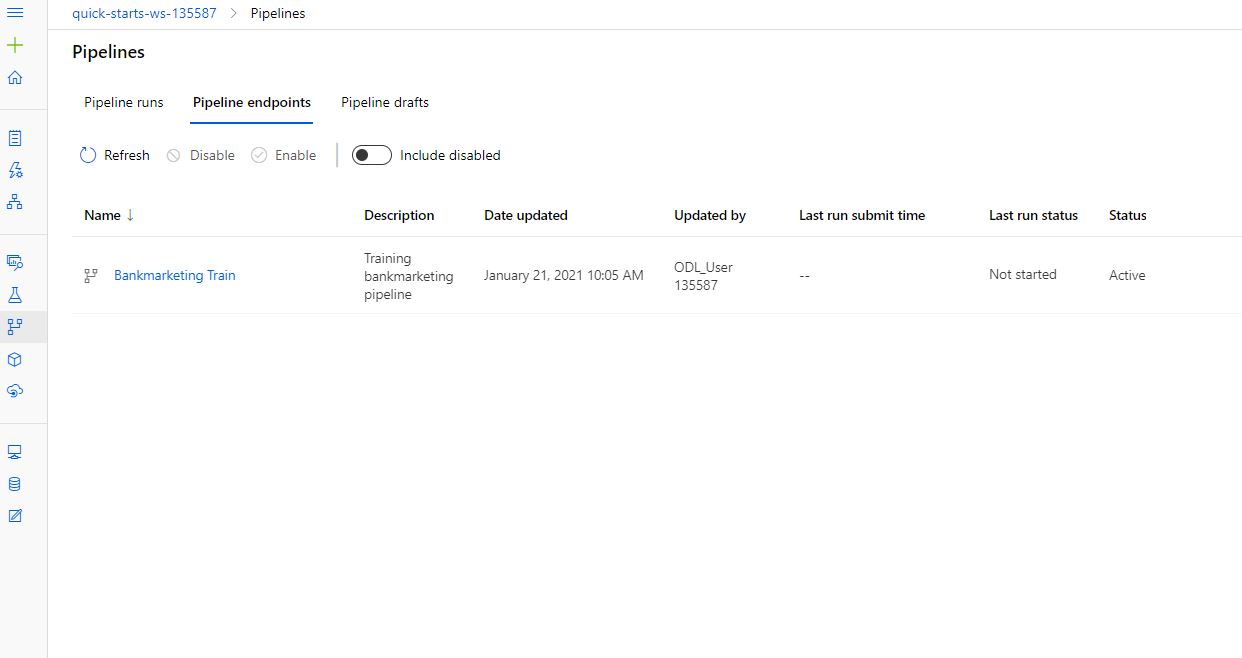 quick-starts-ws-135587 > Pipelines
Pipelines
Pipeline runs Pipeline endpoints Pipeline drafts
Refresh Disable Enable Include disabled
Name ↓ Description Date updated Updated by Last run submit time Last run status Status
Bankmarketing Train
Training
bankmarketing
pipeline
January 21, 2021 10:05 AM
ODL_User
135587
--
Not started
Active